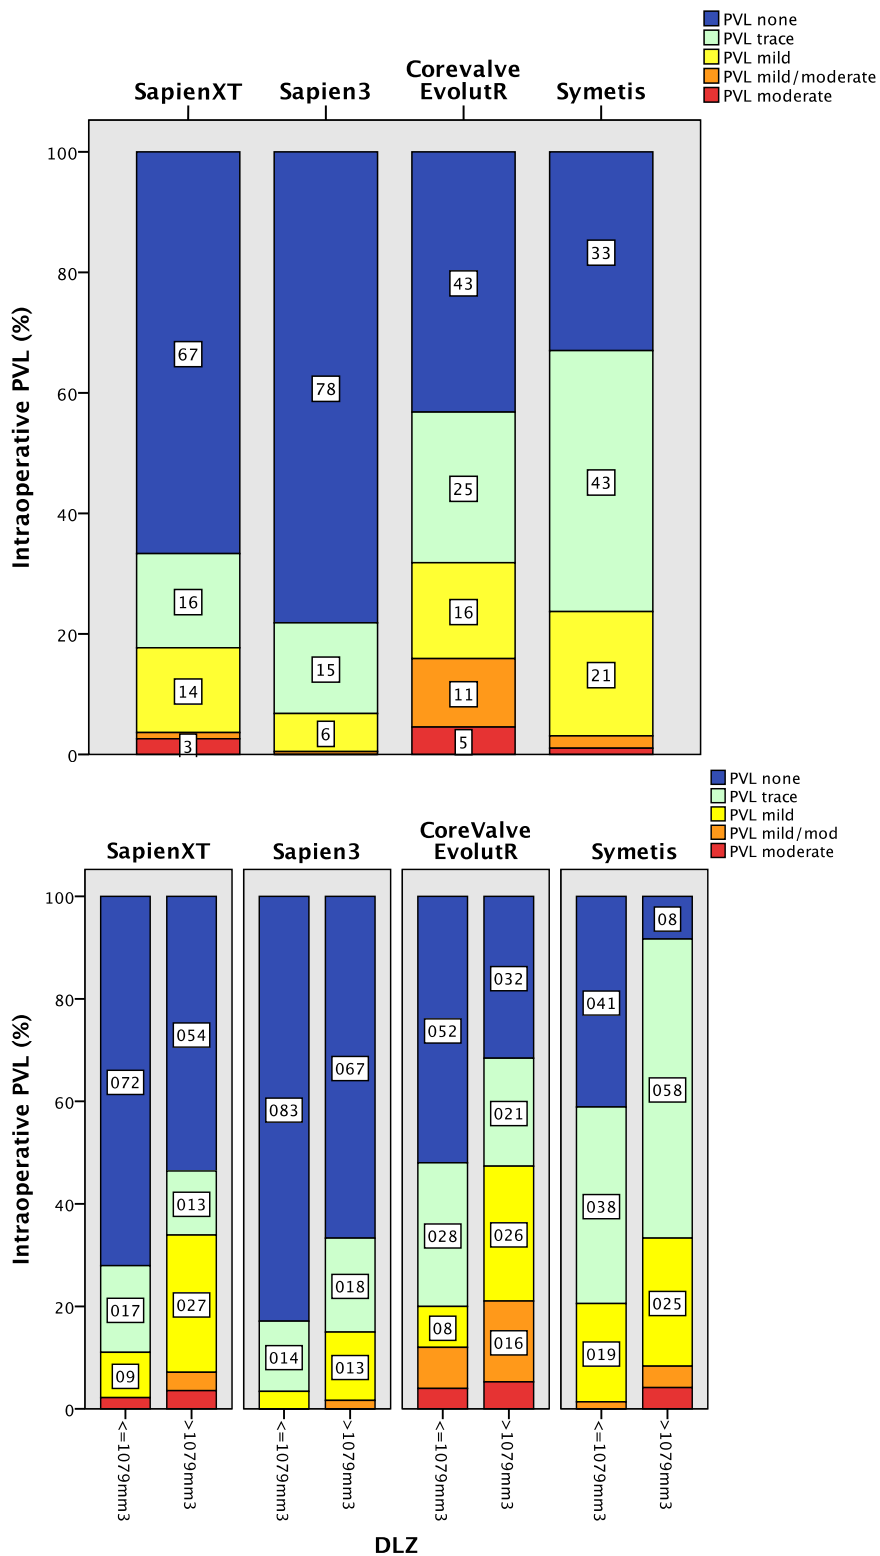 PVL none
PVL trace
PVL mild
PVL mild/moderate
PVL moderate
SapienXT
Sapien3
Corevalve
EvolutR
Symetis
Intraoperative PVL (%)
100
80
60
40
20
0
67
16
14
3
78
15
6
43
25
16
11
5
33
43
21
PVL none
PVL trace
PVL mild
PVL mild/mod
PVL moderate
SapienXT
Sapien3
CoreValve
EvolutR
Symetis
Intraoperative PVL (%)
100
80
60
40
20
0
072
017
09
054
013
027
083
014
067
018
013
052
028
08
032
021
026
016
041
038
019
08
058
025
<=1079mm3
>1079mm3
<=1079mm3
>1079mm3
<=1079mm3
>1079mm3
<=1079mm3
>1079mm3
DLZ